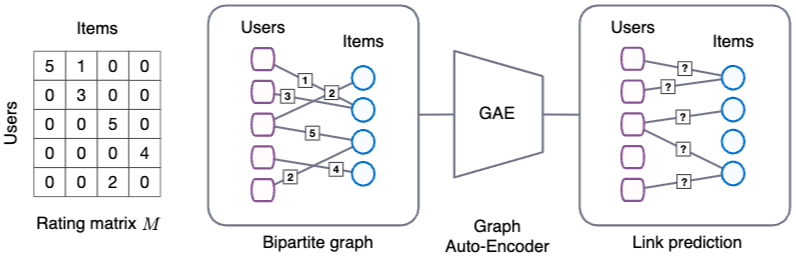 Items
Users
5 1 0 0
0 3 0 0
0 0 5 0
0 0 0 4
0 0 2 0
Rating matrix M
Users
Items
1
3
2
5
4
2
Bipartite graph
GAE
Graph
Auto-Encoder
Users
Items
?
?
?
?
?
Link prediction